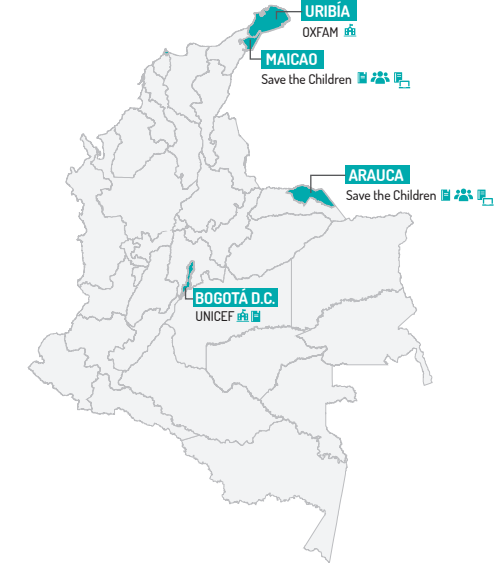 URIBÍA
OXFAM
MAICAO
Save the Children
ARAUCA
Save the Children
BOGOTÁ D.C.
UNICEF